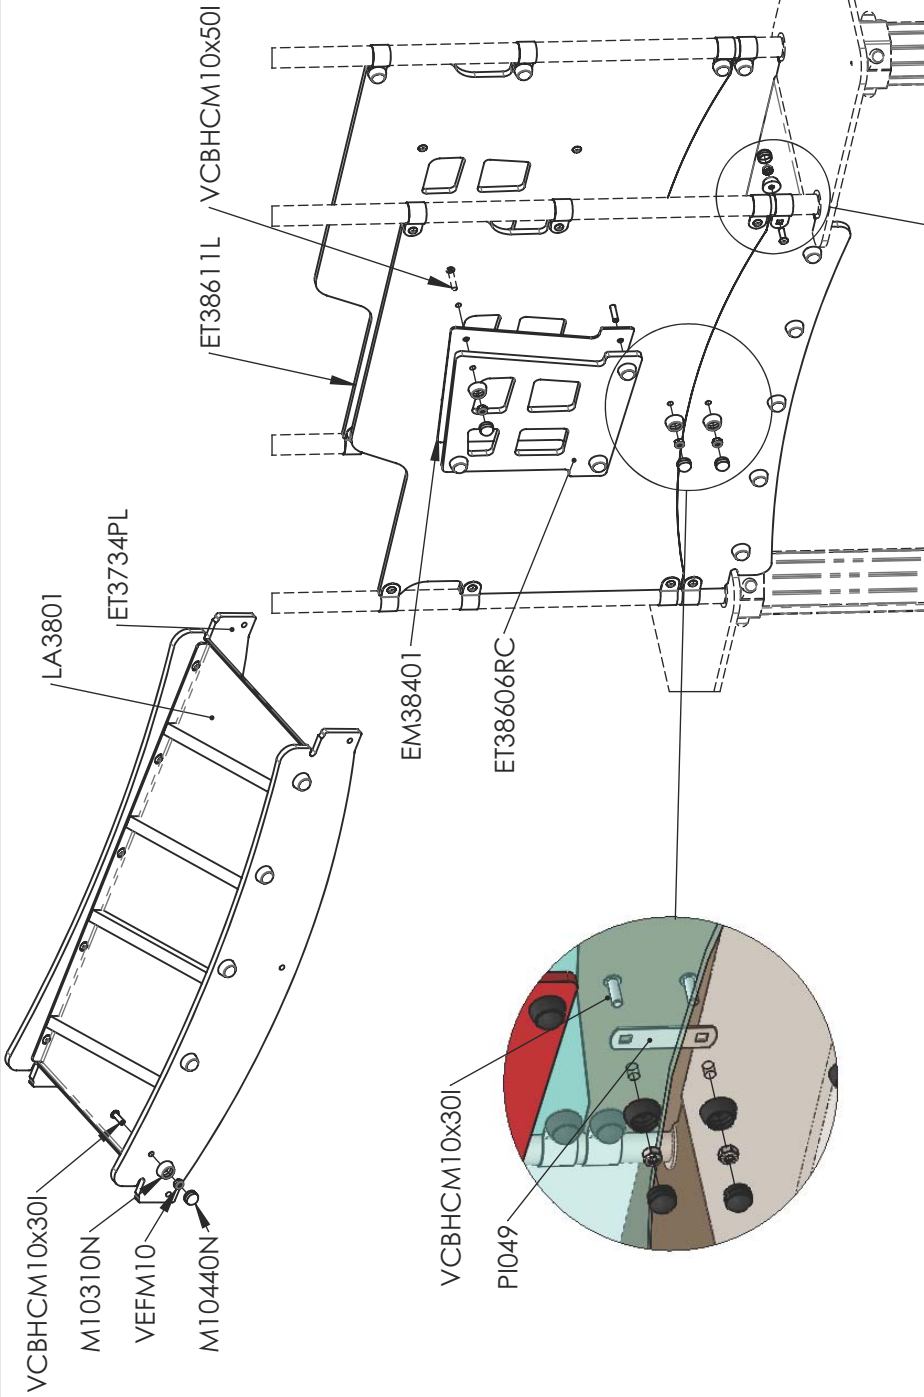 VCBHCM10x30I
M10310N
VEFM10
M10440N
LA3801
ET3734PL
ET38611L
VCBHCM10x50I
EM38401
ET38606RC
VCBHCM10x30I
PI049